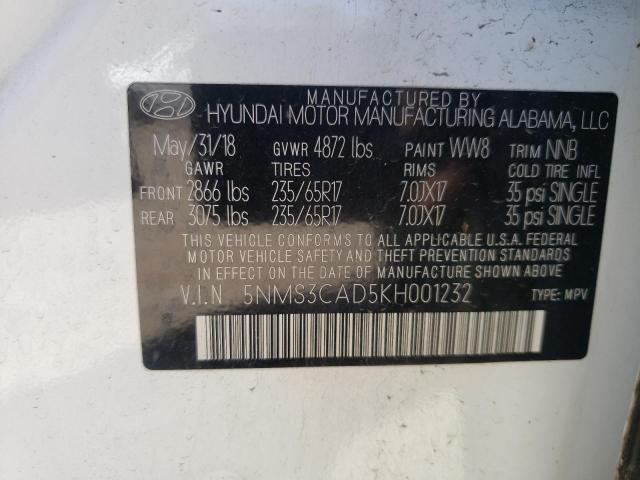 MANUFACTURED BY
HYUNDAI MOTOR MANUFACTURING ALABAMA, LLC
May/31/18 GVWR 4872 lbs PAINT WW8 TRIM NNB
GAWR TIRES RIMS COLD TIRE INFL
FRONT 2866 lbs 235/65R17 7.0JX17 35 psi SINGLE
REAR 3075 lbs 235/65R17 7.0JX17 35 psi SINGLE
THIS VEHICLE CONFORMS TO ALL APPLICABLE U.S.A. FEDERAL
MOTOR VEHICLE SAFETY AND THEFT PREVENTION STANDARDS
IN EFFECT ON THE DATE OF MANUFACTURE SHOWN ABOVE.
V.I.N 5NMS3CAD5KH001232 TYPE: MPV